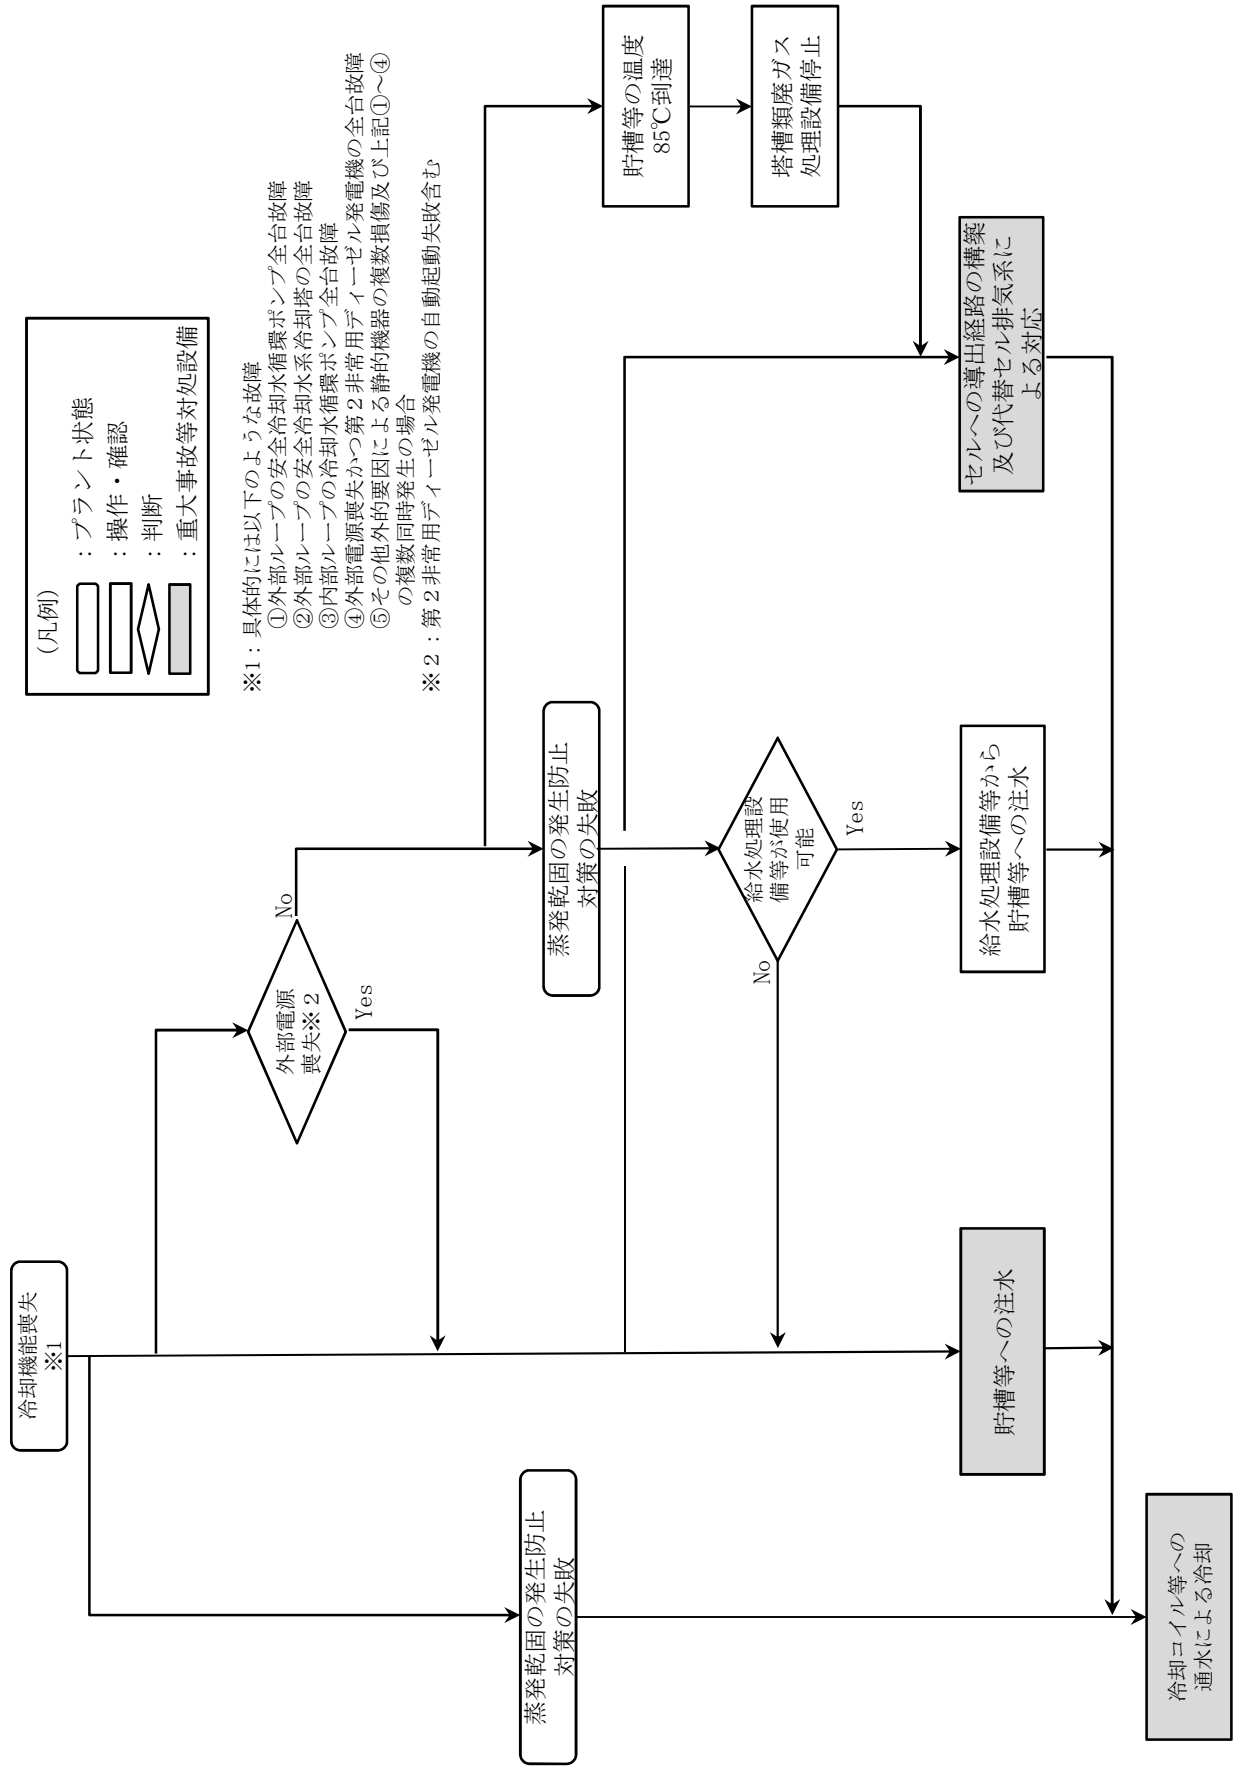 (凡例)
：プラント状態
：操作・確認
：判断
：重大事故等対処設備
※1：具体的には以下のような故障
①外部ループの安全冷却水循環ポンプ全台故障
②外部ループの安全冷却水系冷却塔の全台故障
③内部ループの冷却水循環ポンプ全台故障
④外部電源喪失かつ第２非常用ディーゼル発電機の全台故障
⑤その他外的要因による静的機器の複数損傷及び上記①～④
の複数同時発生の場合
※２：第２非常用ディーゼル発電機の自動起動失敗含む
冷却機能喪失
※1
外部電源
喪失※２
No
Yes
蒸発乾固の発生防止
対策の失敗
蒸発乾固の発生防止
対策の失敗
貯槽等の温度
85℃到達
塔槽類廃ガス
処理設備停止
給水処理設
備等が使用
可能
No
Yes
貯槽等への注水
給水処理設備等から
貯槽等への注水
セルへの導出経路の構築
及び代替セル排気系に
よる対応
冷却コイル等への
通水による冷却